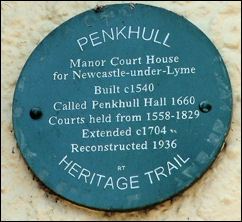 PENKHULL
Manor Court House
for Newcastle-under-Lyme
Built c1540
Called Penkhull Hall 1660
Courts held from 1558-1829
Extended c1704
Reconstructed 1936
RT
HERITAGE TRAIL